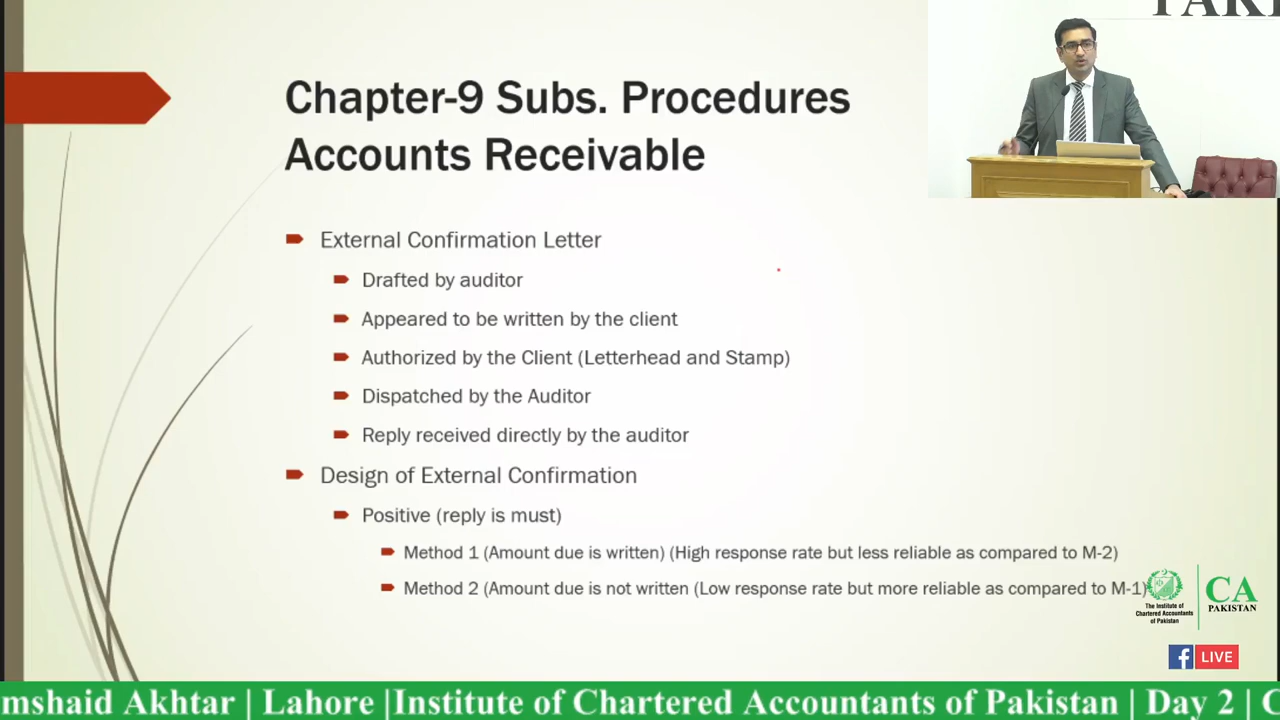 Chapter-9 Subs. Procedures
Accounts Receivable
External Confirmation Letter
Drafted by auditor
Appeared to be written by the client
Authorized by the Client (Letterhead and Stamp)
Dispatched by the Auditor
Reply received directly by the auditor
Design of External Confirmation
Positive (reply is must)
Method 1 (Amount due is written) (High response rate but less reliable as compared to M-2)
Method 2 (Amount due is not written (Low response rate but more reliable as compared to M-1)
The Institute of
Chartered Accountants
of Pakistan
CA
PAKISTAN
LIVE
mshaid Akhtar | Lahore |Institute of Chartered Accountants of Pakistan | Day 2 | C